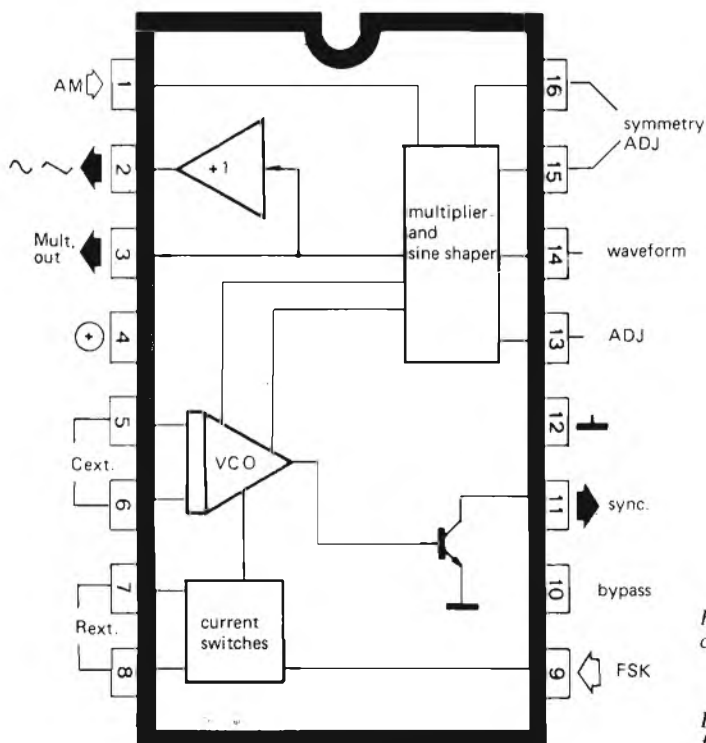 AM
1
16
symmetry
ADJ
2
+1
15
Mult.
out
3
multiplier-
and
sine shaper
14
waveform
+
4
13
ADJ
5
12
Cext.
VCO
6
11
sync.
7
10
bypass
Rext.
current
switches
8
9
FSK